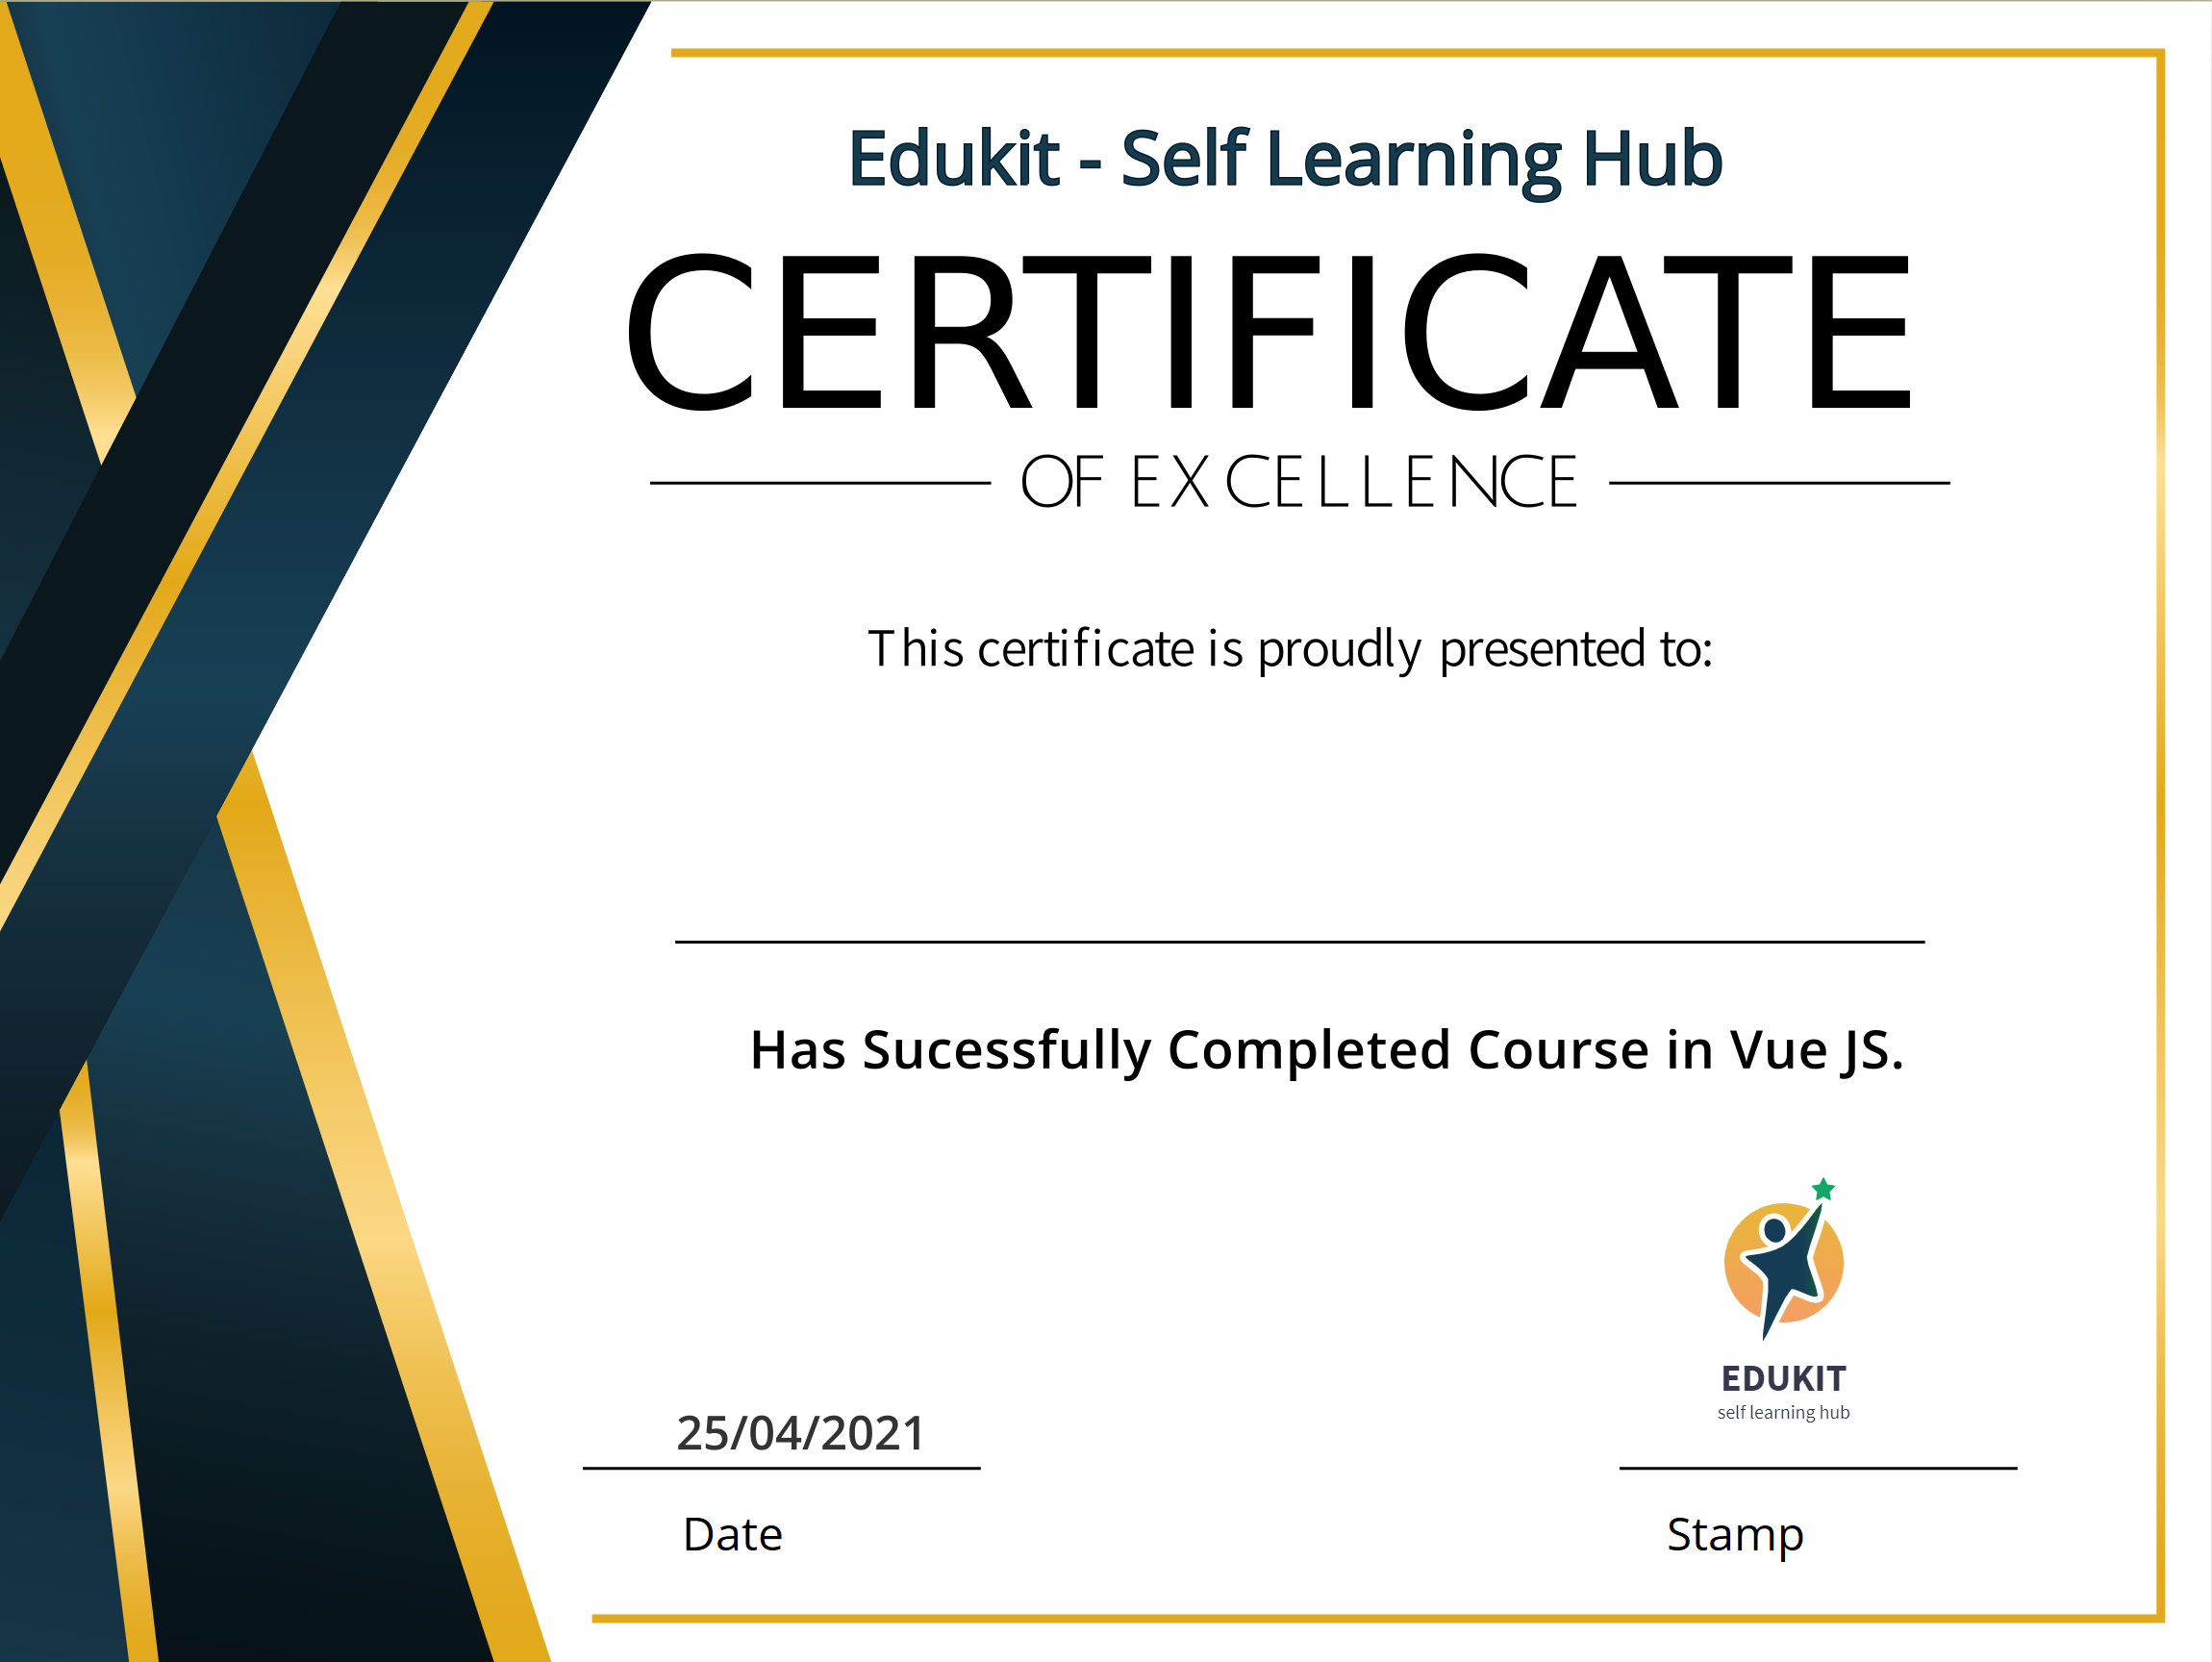 Edukit - Self Learning Hub
CERTIFICATE
OF EXCELLENCE
This certificate is proudly presented to:
Has Sucessfully Completed Course in Vue JS.
EDUKIT
self learning hub
25/04/2021
Date
Stamp